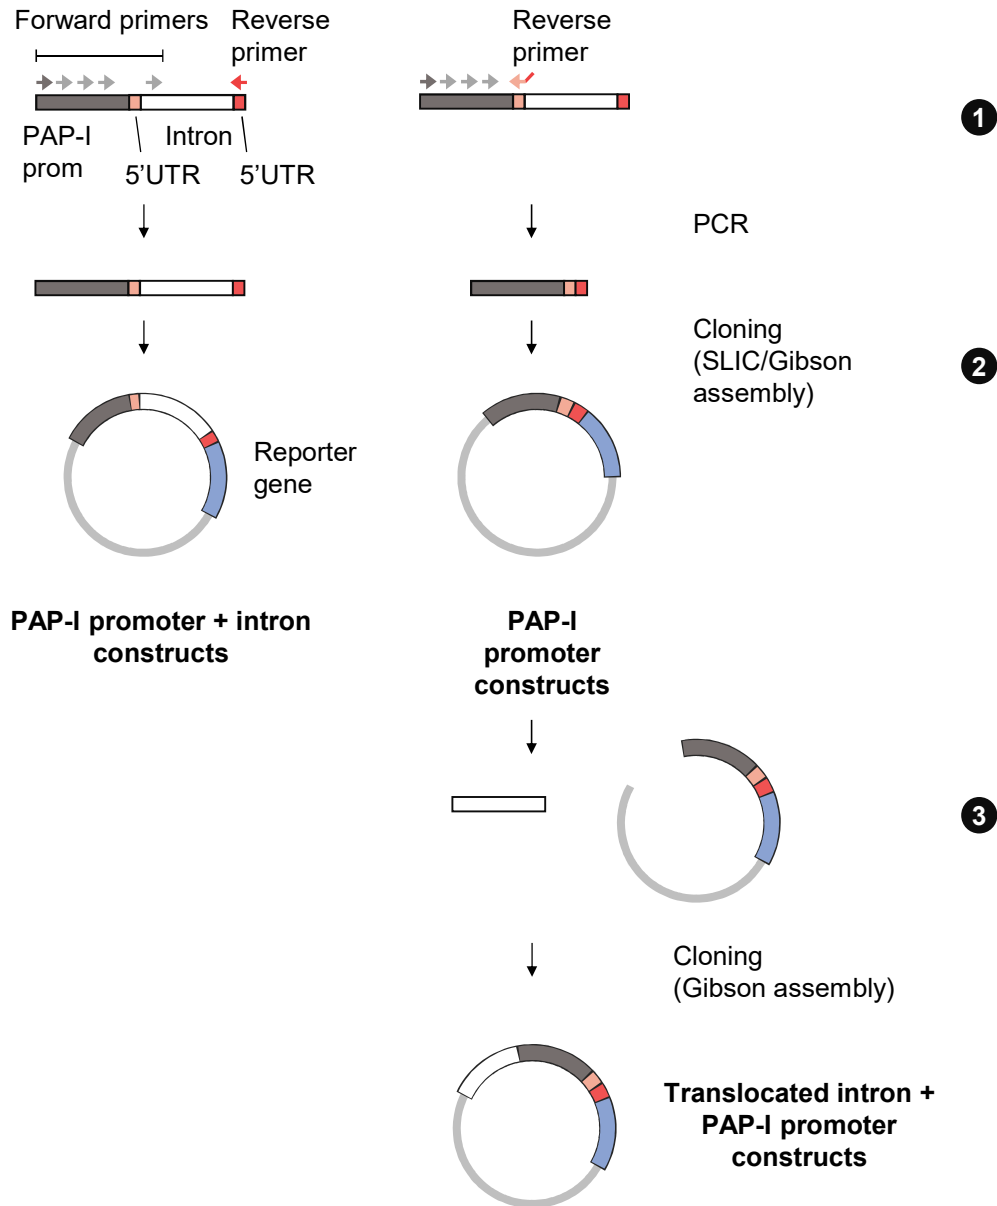 Forward primers
Reverse
primer
Reverse
primer
1
PAP-I
prom
Intron
5'UTR
5'UTR
PCR
Cloning
(SLIC/Gibson
assembly)
2
Reporter
gene
PAP-I promoter + intron
constructs
PAP-I
promoter
constructs
3
Cloning
(Gibson assembly)
Translocated intron +
PAP-I promoter
constructs